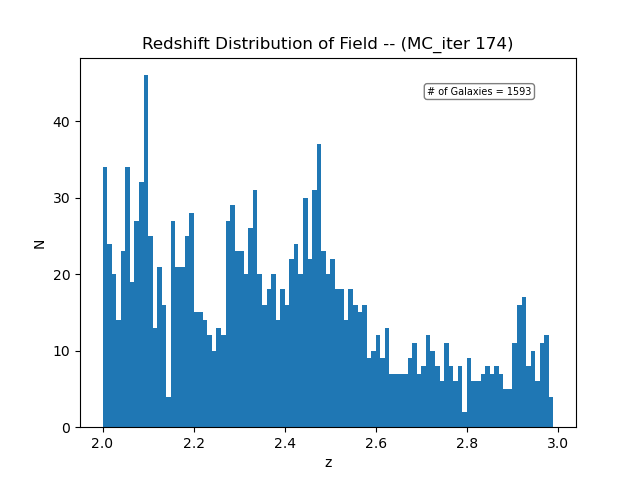 Redshift Distribution of Field -- (MC_iter 174)
# of Galaxies = 1593
N
40
30
20
10
0
2.0 2.2 2.4 2.6 2.8 3.0
z